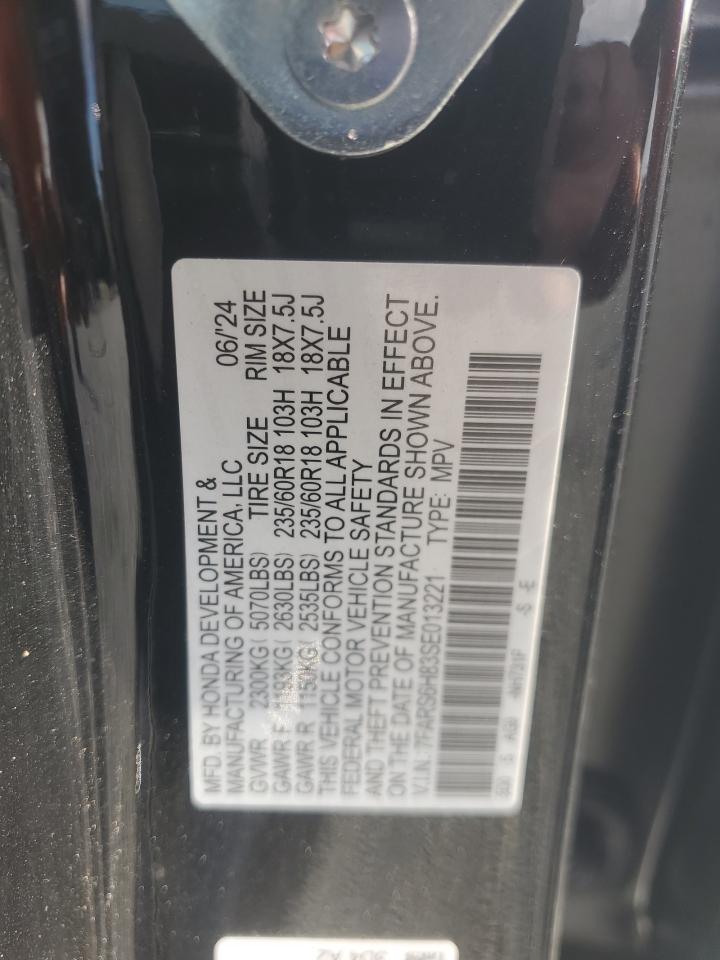 MFD. BY HONDA DEVELOPMENT &
MANUFACTURING OF AMERICA, LLC 06/'24
GVWR 2300KG( 5070LBS) TIRE SIZE RIM SIZE
GAWR F 1193KG( 2630LBS) 235/60R18 103H 18X7.5J
GAWR R 1150KG( 2535LBS) 235/60R18 103H 18X7.5J
THIS VEHICLE CONFORMS TO ALL APPLICABLE
FEDERAL MOTOR VEHICLE SAFETY
AND THEFT PREVENTION STANDARDS IN EFFECT
ON THE DATE OF MANUFACTURE SHOWN ABOVE.
V.I.N.: 7FARS6H83SE013221 TYPE: MPV